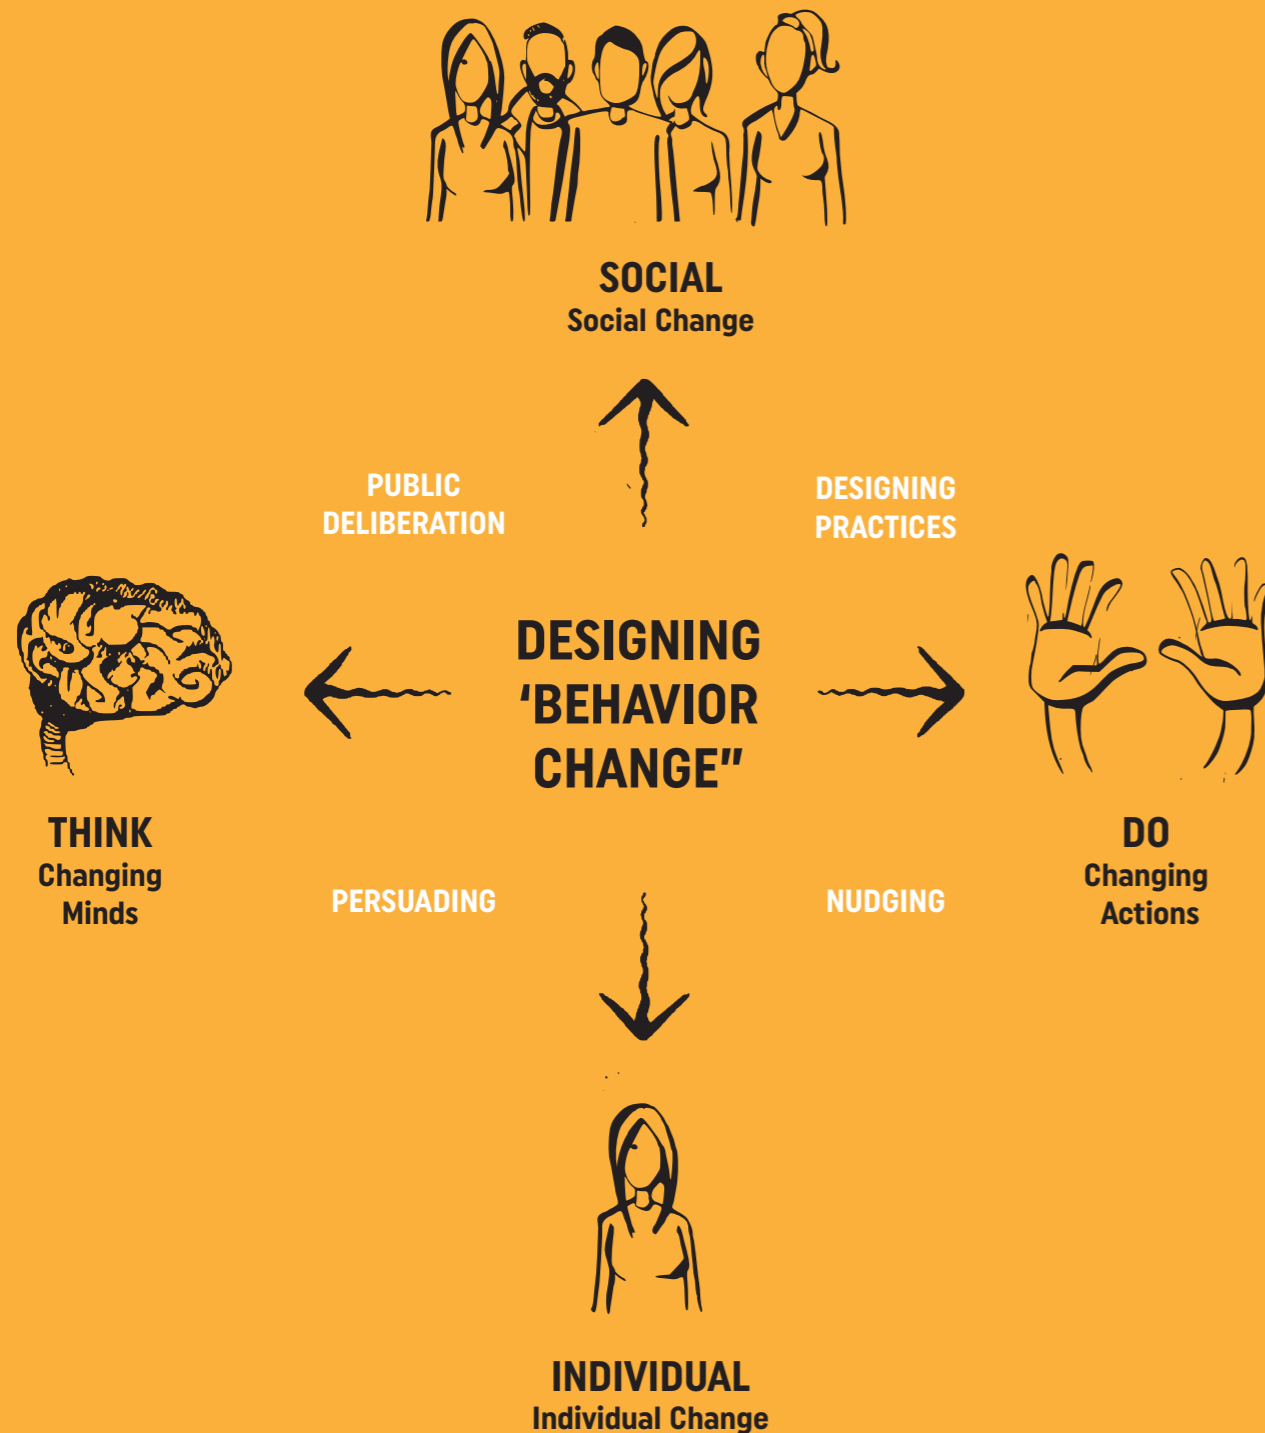 SOCIAL
Social Change
PUBLIC
DELIBERATION
DESIGNING
PRACTICES
DESIGNING
‘BEHAVIOR
CHANGE”
THINK
Changing
Minds
DO
Changing
Actions
PERSUADING
NUDGING
INDIVIDUAL
Individual Change